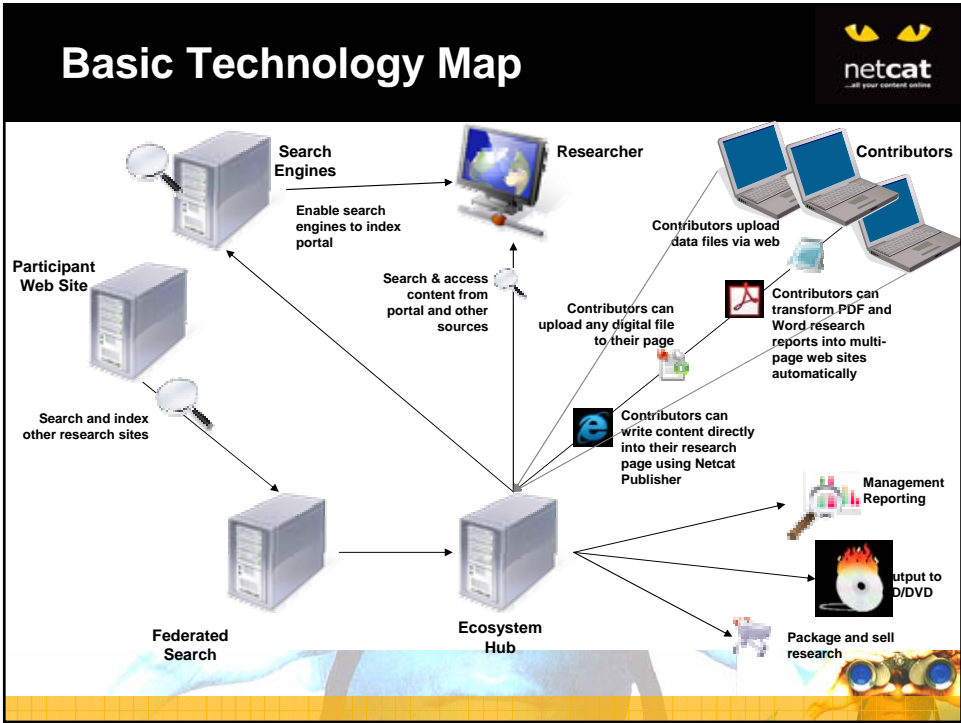 Basic Technology Map
netcat
...all your content online
Search
Engines
Researcher
Contributors
Enable search
engines to index
portal
Contributors upload
data files via web
Participant
Web Site
Search & access
content from
portal and other
sources
Contributors can
transform PDF and
Word research
reports into multi-
page web sites
automatically
Contributors can
upload any digital file
to their page
Search and index
other research sites
Contributors can
write content directly
into their research
page using Netcat
Publisher
Management
Reporting
utput to
D/DVD
Federated
Search
Ecosystem
Hub
Package and sell
research